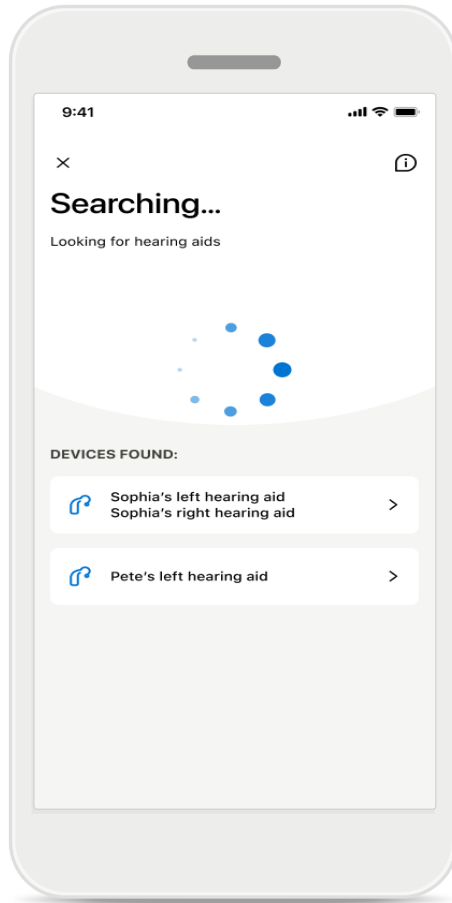 9:41
Searching...
Looking for hearing aids
DEVICES FOUND:
Sophia’s left hearing aid
Sophia’s right hearing aid
Pete’s left hearing aid